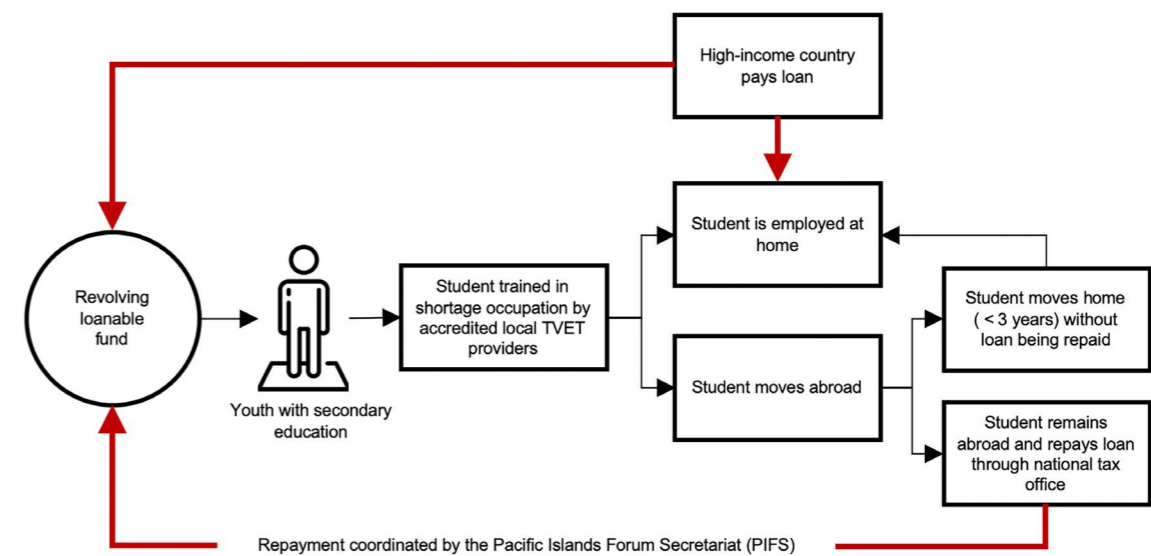 High-income country
pays loan
Revolving
loanable
fund
Youth with secondary
education
Student trained in
shortage occupation by
accredited local TVET
providers
Student is employed at
home
Student moves abroad
Student moves home
( < 3 years) without
loan being repaid
Student remains
abroad and repays loan
through national tax
office
Repayment coordinated by the Pacific Islands Forum Secretariat (PIFS)